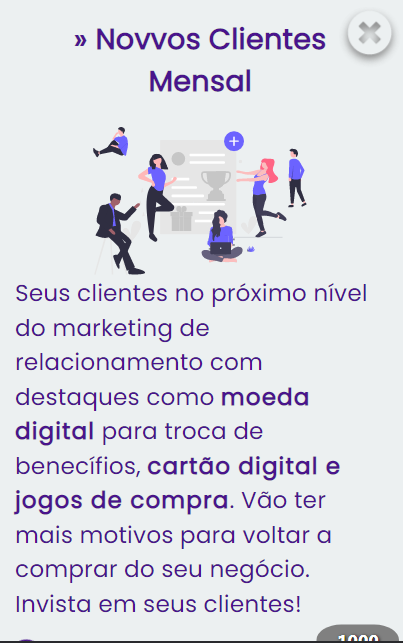 » Novvos Clientes
Mensal
Seus clientes no próximo nível
do marketing de
relacionamento com
destaques como moeda
digital para troca de
benecífios, cartão digital e
jogos de compra. Vão ter
mais motivos para voltar a
comprar do seu negócio.
Invista em seus clientes!
1000